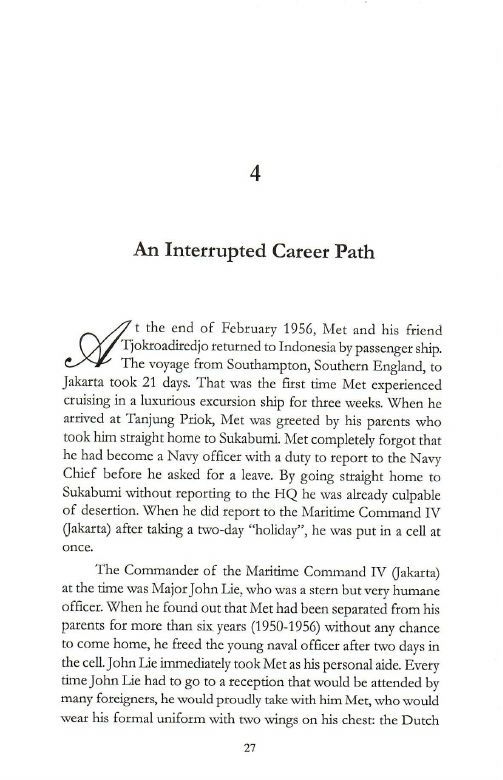 4
An Interrupted Career Path
At the end of February 1956, Met and his friend
Tjokroadiredjo returned to Indonesia by passenger ship.
The voyage from Southampton, Southern England, to
Jakarta took 21 days. That was the first time Met experienced
cruising in a luxurious excursion ship for three weeks. When he
arrived at Tanjung Priok, Met was greeted by his parents who
took him straight home to Sukabumi. Met completely forgot that
he had become a Navy officer with a duty to report to the Navy
Chief before he asked for a leave. By going straight home to
Sukabumi without reporting to the HQ he was already culpable
of desertion. When he did report to the Maritime Command IV
(Jakarta) after taking a two-day “holiday”, he was put in a cell at
once.
The Commander of the Maritime Command IV (Jakarta)
at the time was Major John Lie, who was a stern but very humane
officer. When he found out that Met had been separated from his
parents for more than six years (1950-1956) without any chance
to come home, he freed the young naval officer after two days in
the cell. John Lie immediately took Met as his personal aide. Every
time John Lie had to go to a reception that would be attended by
many foreigners, he would proudly take with him Met, who would
wear his formal uniform with two wings on his chest: the Dutch
27